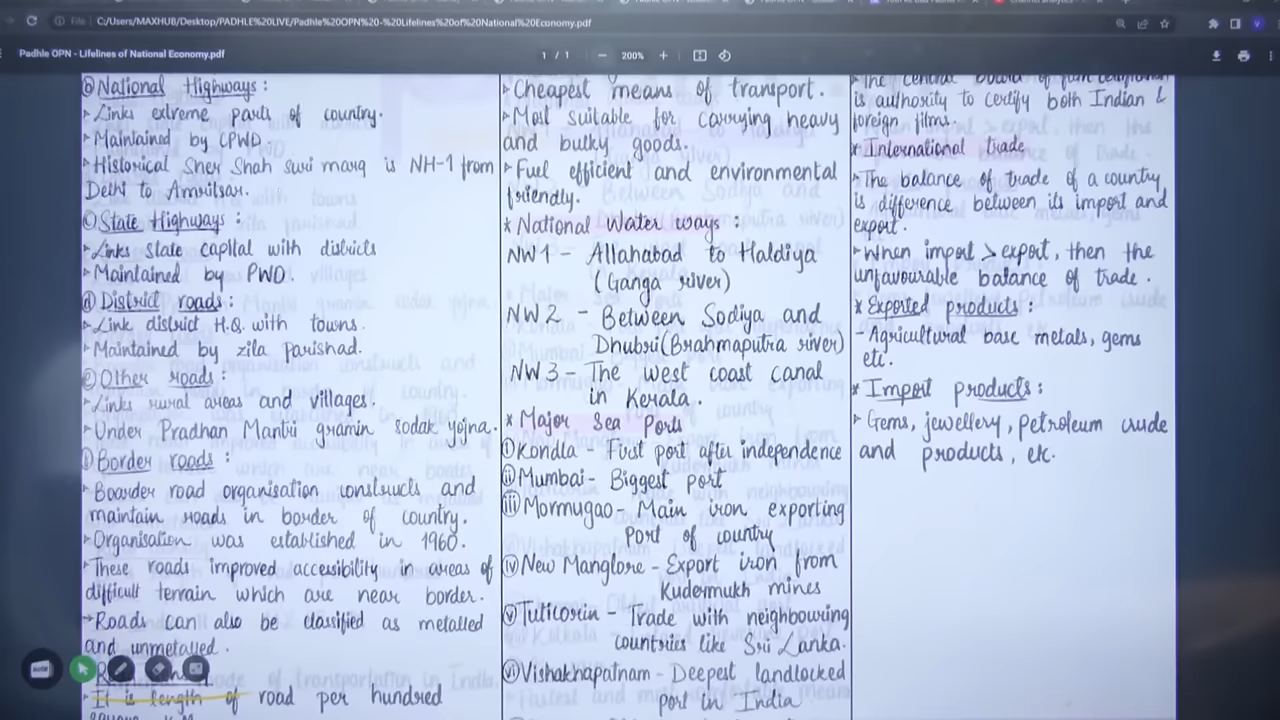 File C:/Users/MAXHUB/Desktop/PADHLE%20LIVE/Padhle%20OPN%20-%20Lifelines%20of%20National%20Economy.pdf
Padhle OPN - Lifelines of National Economy.pdf
1 / 1
200%
National Highways :
Links extreme parts of country.
Maintained by CPWD
Historical Sher Shah suri marg is NH-1 from
Delhi to Amritsar.
State Highways :
Links state capital with districts
Maintained by PWD.
District roads :
Link district H.Q. with towns.
Maintained by zila Parishad.
Other roads :
Links rural areas and villages.
Under Pradhan Mantri gramin sadak yojna.
Border roads :
Boarder road organisation constructs and
maintain roads in border of country.
Organisation was established in 1960.
These roads improved accessibility in areas of
difficult terrain which are near border.
Roads can also be classified as metalled
and unmetalled.
It is length of road per hundred
Cheapest means of transport.
Most suitable for carrying heavy
and bulky goods.
Fuel efficient and environmental
friendly.
* National Water ways :
NW1 - Allahabad to Haldiya
(Ganga river)
NW2 - Between Sadiya and
Dhubri (Brahmaputra river)
NW3 - The west coast canal
in Kerala.
* Major Sea Ports
(i) Kandla - First port after independence
(ii) Mumbai - Biggest port
(iii) Mormugao - Main iron exporting
port of country
(iv) New Manglore - Export iron from
Kudermukh mines
(v) Tuticorin - Trade with neighbouring
countries like Sri Lanka.
(vi) Vishakhapatnam - Deepest landlocked
port in India
The central board of film
is authority to certify both Indian &
foreign films.
* International trade
The balance of trade of a country
is difference between its import and
export.
When import > export, then the
unfavourable balance of trade.
* Exported products :
- Agricultural base metals, gems
etc.
* Import products :
Gems, jewellery, petroleum crude
and products, etc.